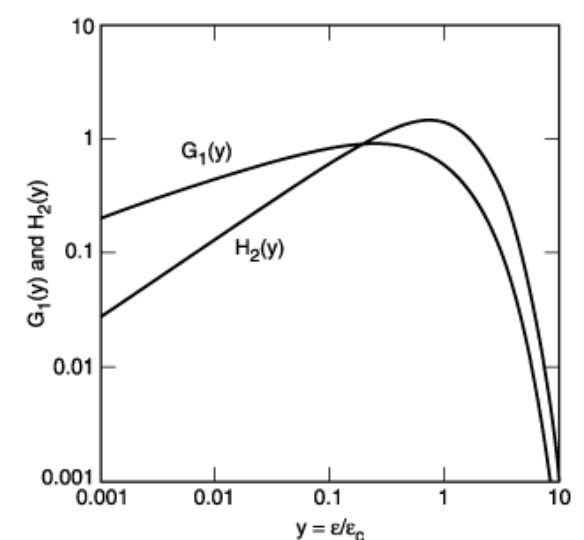 10
1
0.1
0.01
0.001
G₁(y) and H₂(y)
G₁(y)
H₂(y)
0.001
0.01
0.1
1
10
y = ε/ε_c